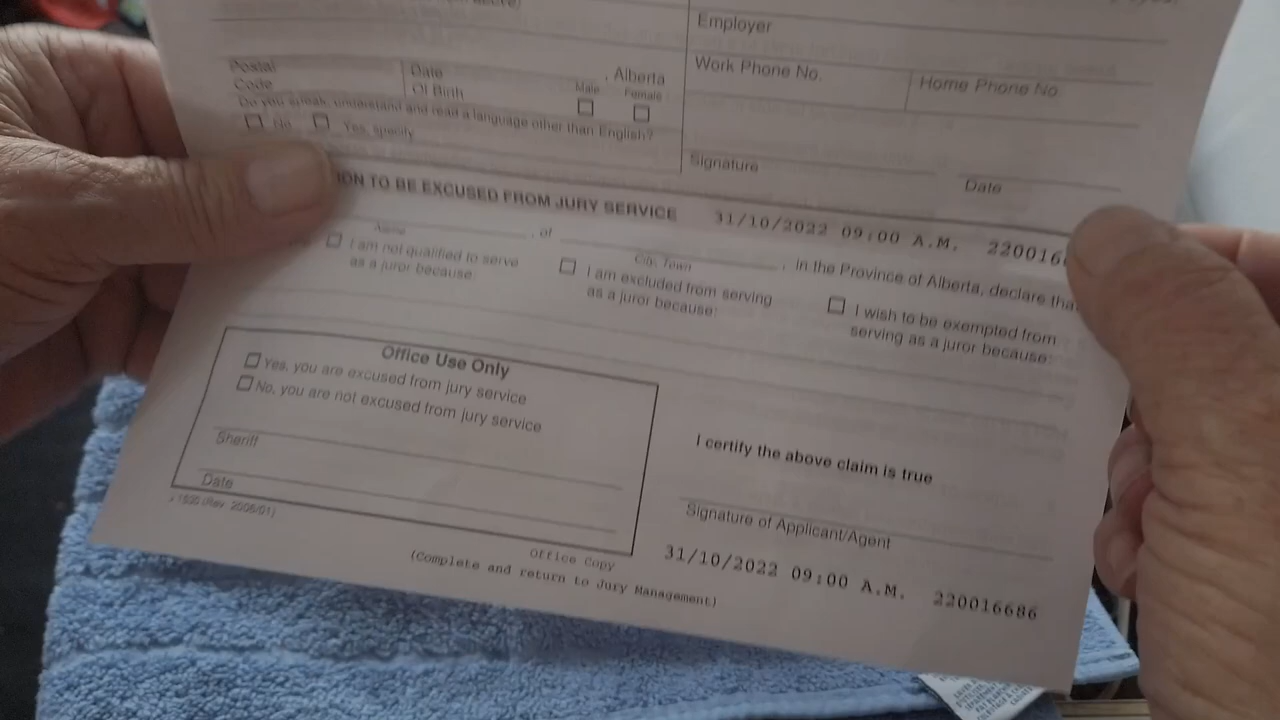 above)
Employer
Postal
Code
Date
Of Birth
, Alberta
Male
Female
Work Phone No.
Home Phone No.
Do you speak, understand and read a language other than English?
No
Yes, specify
Signature
Date
ION TO BE EXCUSED FROM JURY SERVICE 31/10/2022 09:00 A.M. 220016
Name
, of
City, Town
, in the Province of Alberta, declare tha
I am not qualified to serve
as a juror because:
I am excluded from serving
as a juror because:
I wish to be exempted from
serving as a juror because:
Office Use Only
Yes, you are excused from jury service
No, you are not excused from jury service
Sheriff
Date
I certify the above claim is true
Signature of Applicant/Agent
(Rev. 2006/01)
Office Copy
(Complete and return to Jury Management)
31/10/2022 09:00 A.M. 220016686